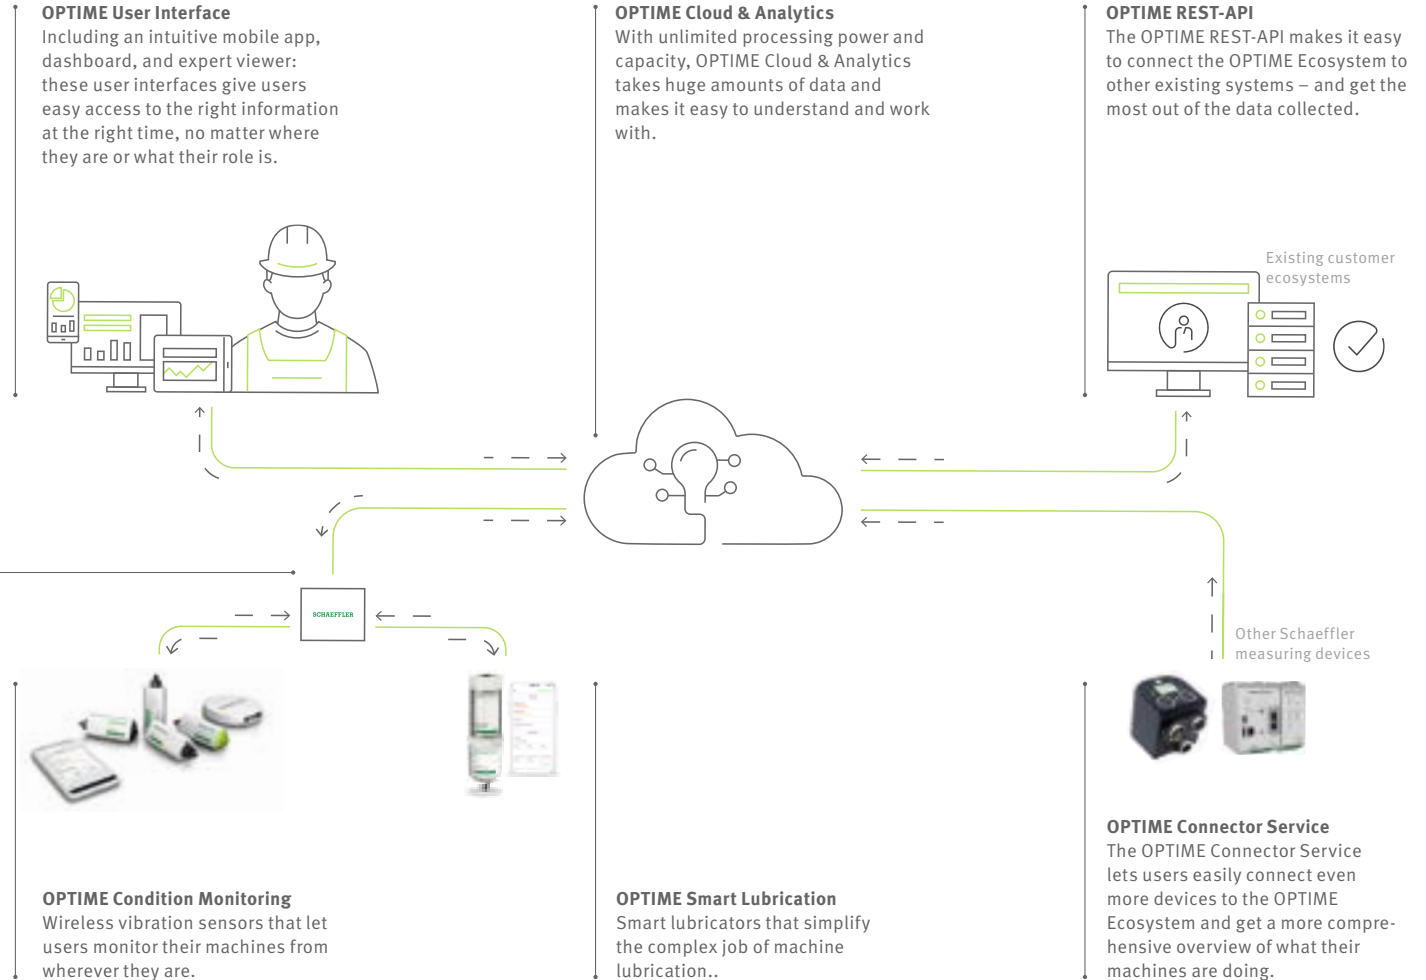 OPTIME User Interface
Including an intuitive mobile app,
dashboard, and expert viewer:
these user interfaces give users
easy access to the right information
at the right time, no matter where
they are or what their role is.
OPTIME Cloud & Analytics
With unlimited processing power and
capacity, OPTIME Cloud & Analytics
takes huge amounts of data and
makes it easy to understand and work
with.
OPTIME REST-API
The OPTIME REST-API makes it easy
to connect the OPTIME Ecosystem to
other existing systems – and get the
most out of the data collected.
Existing customer
ecosystems
SCHAEFFLER
Other Schaeffler
measuring devices
OPTIME Condition Monitoring
Wireless vibration sensors that let
users monitor their machines from
wherever they are.
OPTIME Smart Lubrication
Smart lubricators that simplify
the complex job of machine
lubrication..
OPTIME Connector Service
The OPTIME Connector Service
lets users easily connect even
more devices to the OPTIME
Ecosystem and get a more compre-
hensive overview of what their
machines are doing.